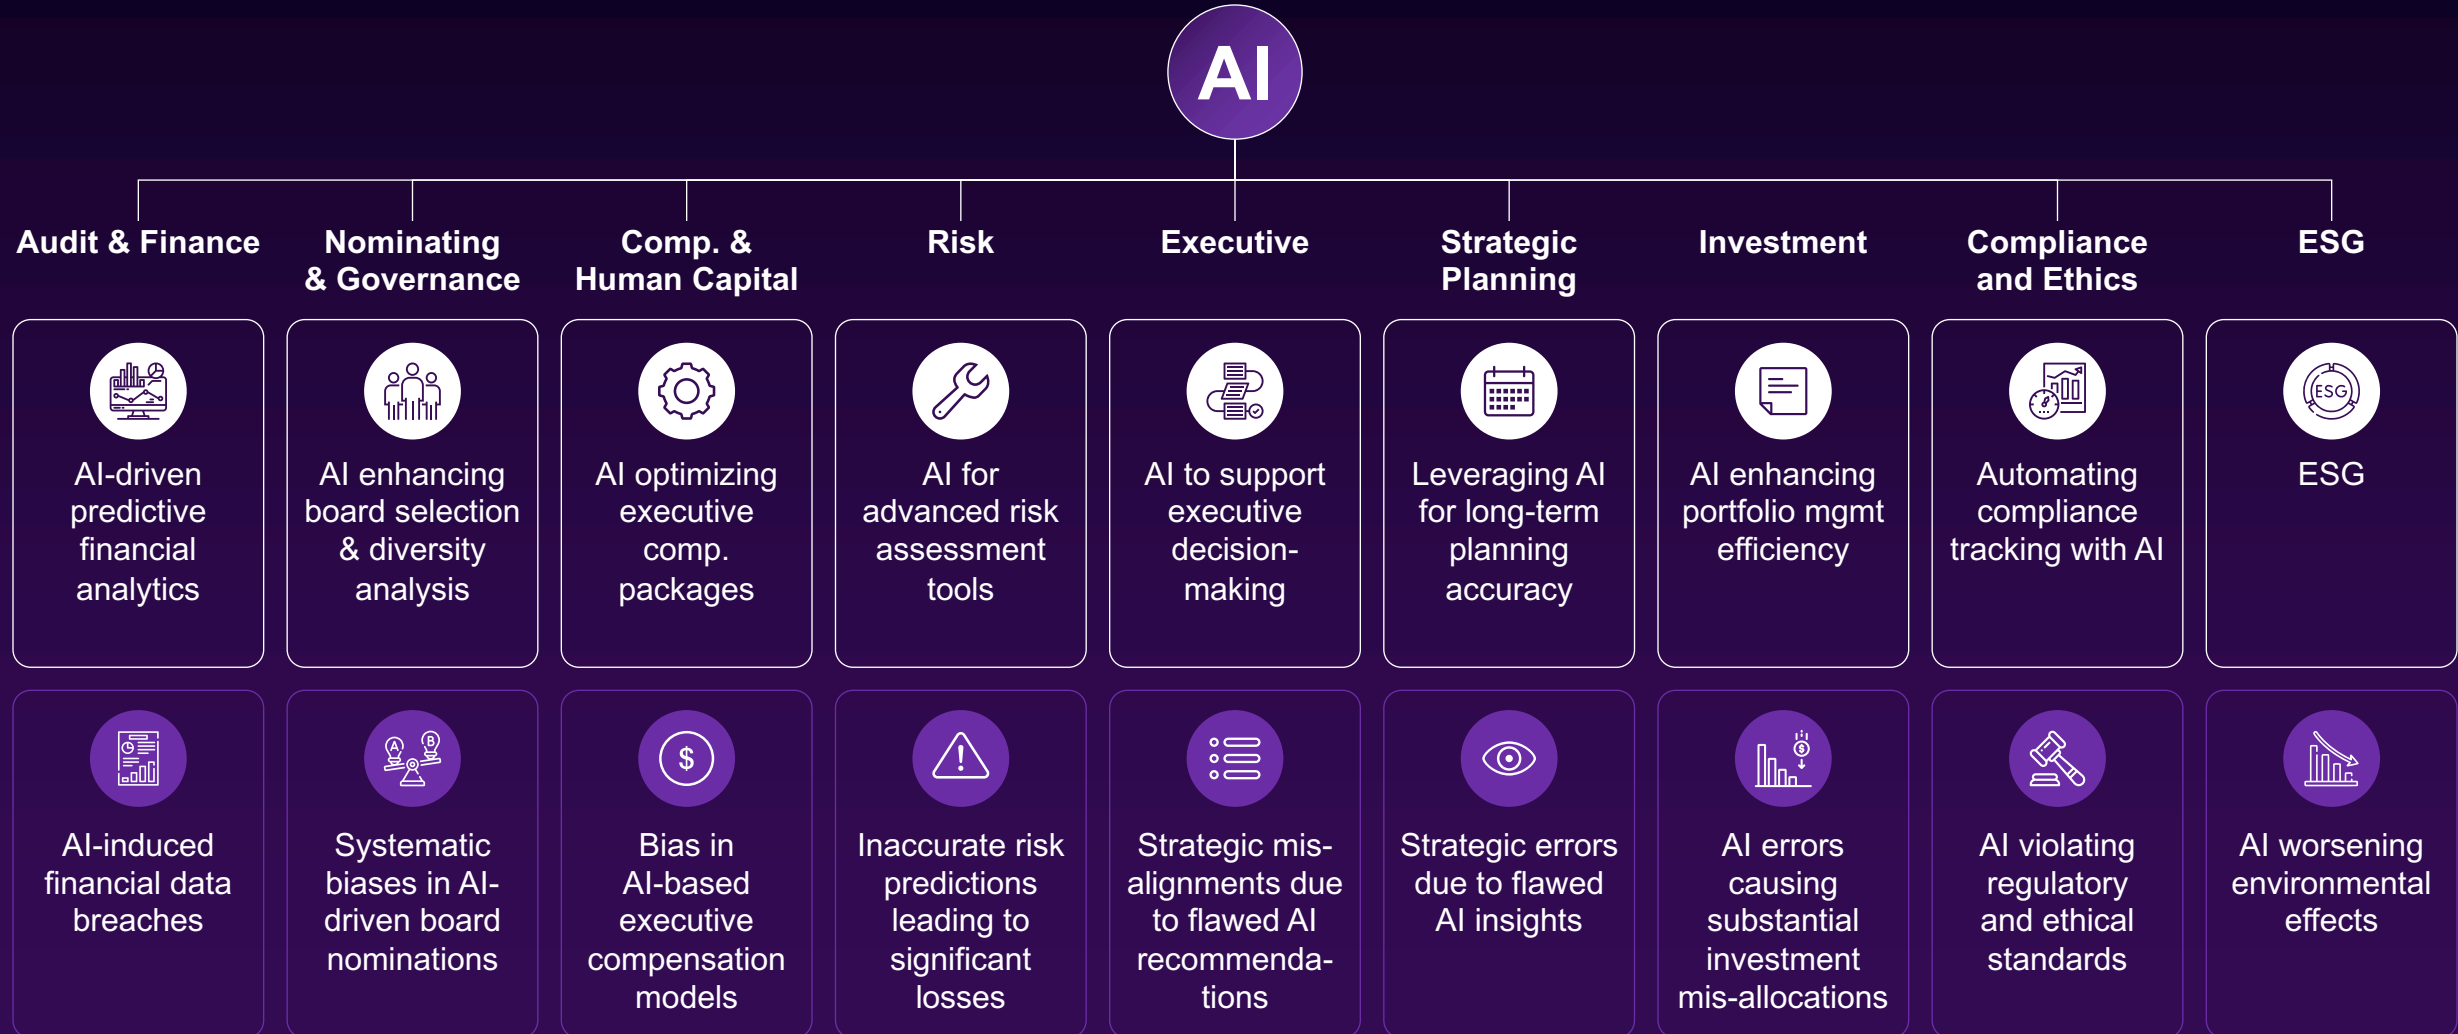 AI
Audit & Finance
Nominating
& Governance
Comp. &
Human Capital
Risk
Executive
Strategic
Planning
Investment
Compliance
and Ethics
ESG
AI-driven
predictive
financial
analytics
AI enhancing
board selection
& diversity
analysis
AI optimizing
executive
comp.
packages
AI for
advanced risk
assessment
tools
AI to support
executive
decision-
making
Leveraging AI
for long-term
planning
accuracy
AI enhancing
portfolio mgmt
efficiency
Automating
compliance
tracking with AI
ESG
ESG
AI-induced
financial data
breaches
A
B
Systematic
biases in AI-
driven board
nominations
$
Bias in
AI-based
executive
compensation
models
!
Inaccurate risk
predictions
leading to
significant
losses
Strategic mis-
alignments due
to flawed AI
recommenda-
tions
Strategic errors
due to flawed
AI insights
$
AI errors
causing
substantial
investment
mis-allocations
AI violating
regulatory
and ethical
standards
AI worsening
environmental
effects